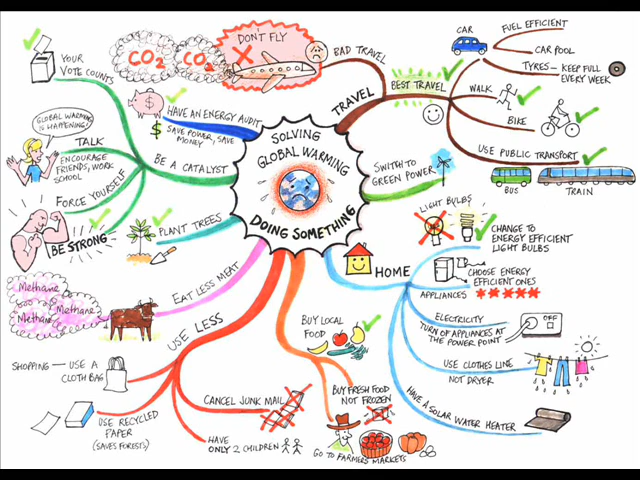 SOLVING
GLOBAL WARMING
DOING SOMETHING
TRAVEL
BAD TRAVEL
DON'T FLY
CO2
CO2
BEST TRAVEL
CAR
FUEL EFFICIENT
CAR POOL
TYRES — KEEP FULL
EVERY WEEK
WALK
BIKE
USE PUBLIC TRANSPORT
BUS
TRAIN
SWITH TO
GREEN POWER
HOME
LIGHT BULBS
CHANGE TO
ENERGY EFFICIENT
LIGHT BULBS
APPLIANCES
CHOOSE ENERGY
EFFICIENT ONES
ELECTRICITY
TURN OF APPLIANCES AT
THE POWER POINT
OFF
USE CLOTHES LINE
NOT DRYER
HAVE A SOLAR WATER HEATER
BUY LOCAL
FOOD
BUY FRESH FOOD
NOT FROZEN
GO TO FARMERS MARKETS
USE LESS
SHOPPING — USE A
CLOTH BAG
USE RECYCLED
PAPER
(SAVES FORESTS)
CANCEL JUNK MAIL
HAVE
ONLY 2 CHILDREN
EAT LESS MEAT
Methane
Methane
Methane
PLANT TREES
BE A CATALYST
YOUR
VOTE COUNTS
TALK
ENCOURAGE
FRIENDS, WORK
SCHOOL
GLOBAL WARMING
IS HAPPENING!
FORCE YOURSELF
BE STRONG
HAVE AN ENERGY AUDIT
SAVE POWER, SAVE
MONEY
$
$